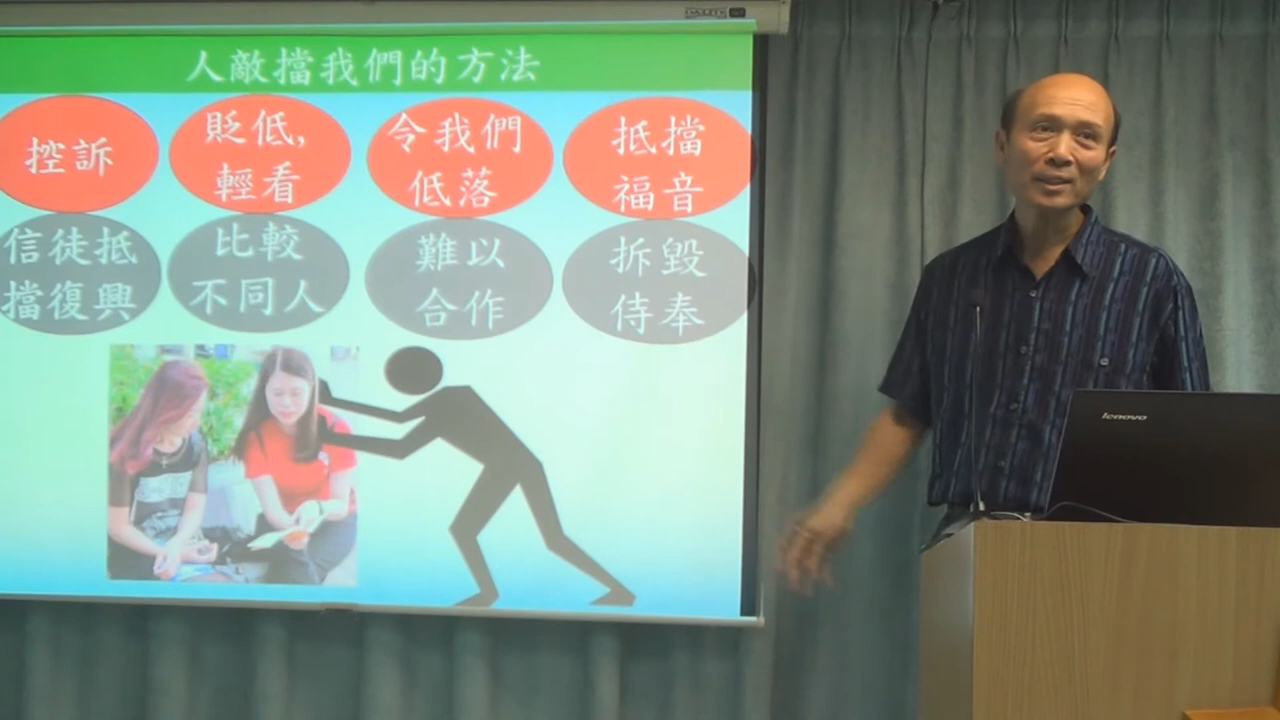 DA-LITE
人敵擋我們的方法
控訴
貶低,
輕看
令我們
低落
抵擋
福音
信徒抵
擋復興
比較
不同人
難以
合作
拆毀
侍奉
lenovo